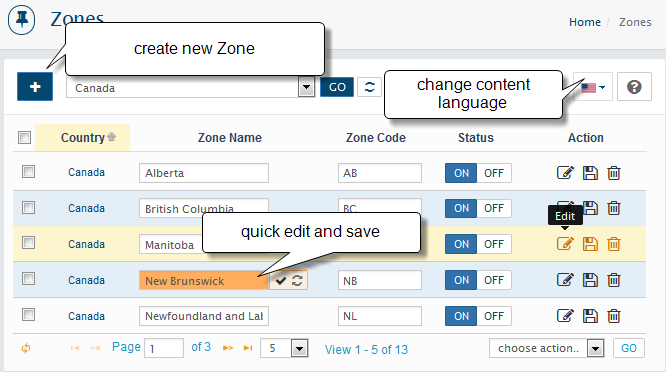 Zones
Home / Zones
create new Zone
+
Canada
GO
change content
language
?
Country Zone Name Zone Code Status Action
Canada Alberta AB ON OFF
Canada British Columbia BC ON OFF
Edit
Canada Manitoba ON OFF
quick edit and save
Canada New Brunswick NB ON OFF
Canada Newfoundland and Lab NL ON OFF
Page 1 of 3 5 View 1 - 5 of 13 choose action.. GO